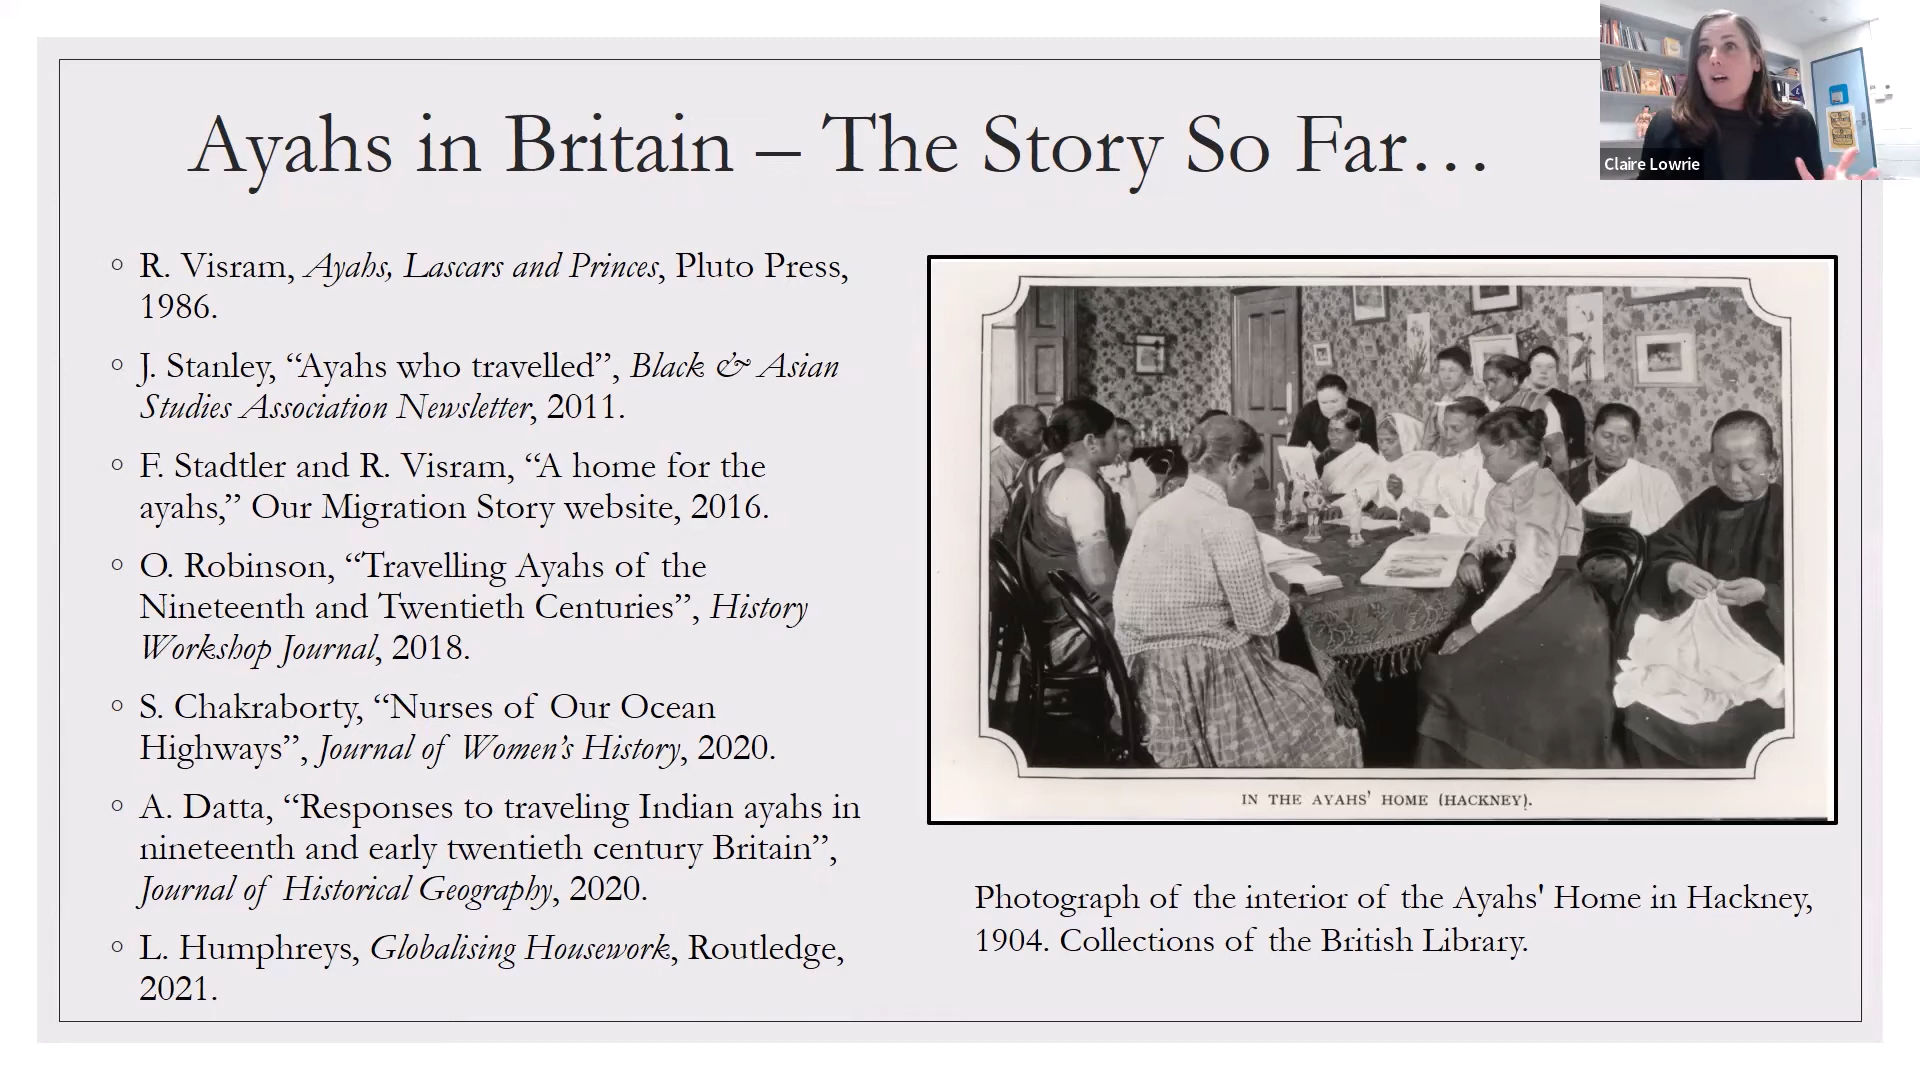 Ayahs in Britain – The Story So Far…
Claire Lowrie
◦ R. Visram, Ayahs, Lascars and Princes, Pluto Press,
1986.
◦ J. Stanley, “Ayahs who travelled”, Black & Asian
Studies Association Newsletter, 2011.
◦ F. Stadtler and R. Visram, “A home for the
ayahs,” Our Migration Story website, 2016.
◦ O. Robinson, “Travelling Ayahs of the
Nineteenth and Twentieth Centuries”, History
Workshop Journal, 2018.
◦ S. Chakraborty, “Nurses of Our Ocean
Highways”, Journal of Women’s History, 2020.
◦ A. Datta, “Responses to traveling Indian ayahs in
nineteenth and early twentieth century Britain”,
Journal of Historical Geography, 2020.
◦ L. Humphreys, Globalising Housework, Routledge,
2021.
IN THE AYAHS’ HOME (HACKNEY).
Photograph of the interior of the Ayahs' Home in Hackney,
1904. Collections of the British Library.